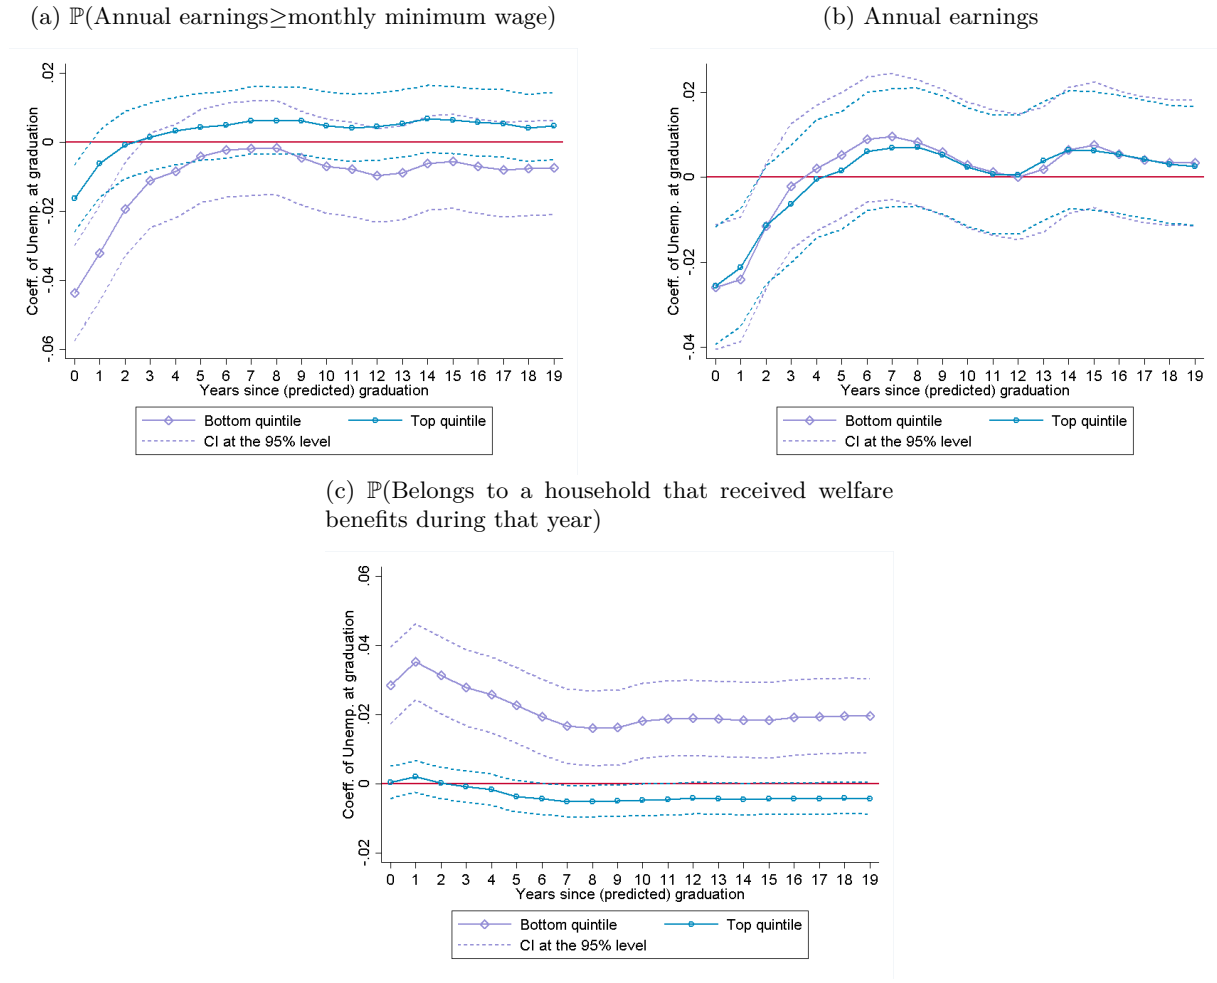 (a) ℙ(Annual earnings≥monthly minimum wage)
Coeff. of Unemp. at graduation
.02
0
-.02
-.04
-.06
0 1 2 3 4 5 6 7 8 9 10 11 12 13 14 15 16 17 18 19
Years since (predicted) graduation
Bottom quintile Top quintile
CI at the 95% level
(b) Annual earnings
Coeff. of Unemp. at graduation
.02
0
-.02
-.04
0 1 2 3 4 5 6 7 8 9 10 11 12 13 14 15 16 17 18 19
Years since (predicted) graduation
Bottom quintile Top quintile
CI at the 95% level
(c) ℙ(Belongs to a household that received welfare
benefits during that year)
Coeff. of Unemp. at graduation
.06
.04
.02
0
-.02
0 1 2 3 4 5 6 7 8 9 10 11 12 13 14 15 16 17 18 19
Years since (predicted) graduation
Bottom quintile Top quintile
CI at the 95% level